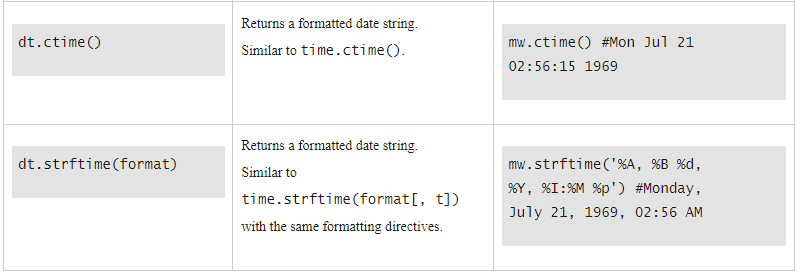 dt.ctime()
Returns a formatted date string.
Similar to time.ctime().
mw.ctime() #Mon Jul 21
02:56:15 1969
dt.strftime(format)
Returns a formatted date string.
Similar to
time.strftime(format[, t])
with the same formatting directives.
mw.strftime('%A, %B %d,
%Y, %I:%M %p') #Monday,
July 21, 1969, 02:56 AM